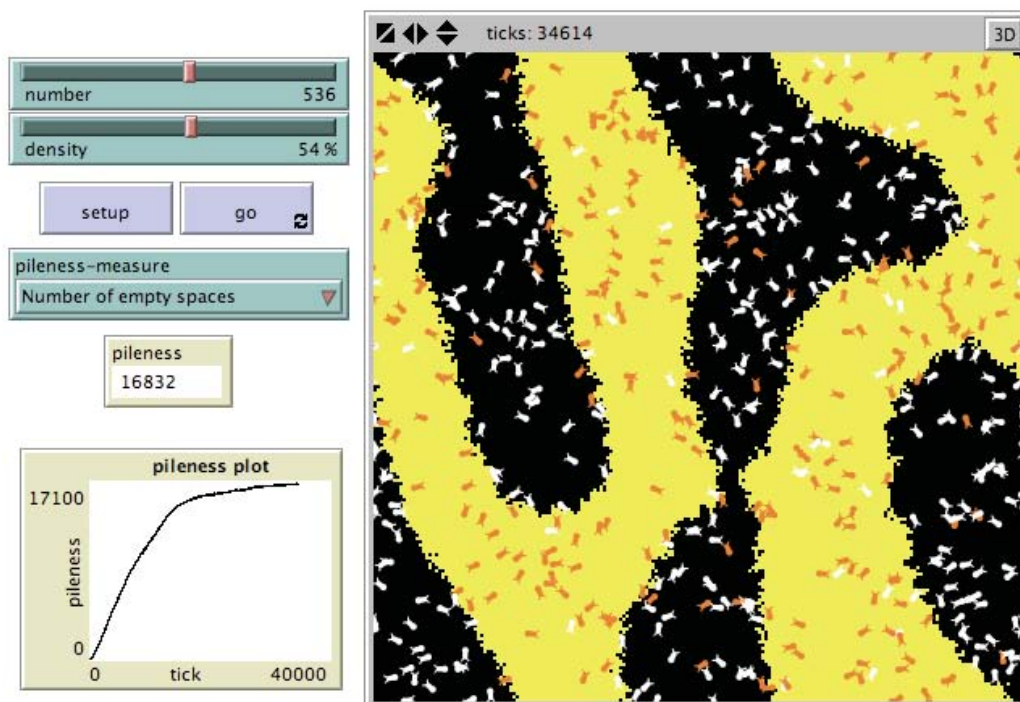 ticks: 34614
3D
number 536
density 54 %
setup
go
pileness-measure
Number of empty spaces
pileness
16832
pileness plot
17100
pileness
0
0 tick 40000